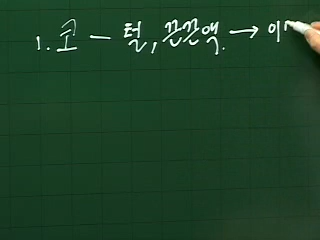 1. 코 — 털, 끈끈액. → 이